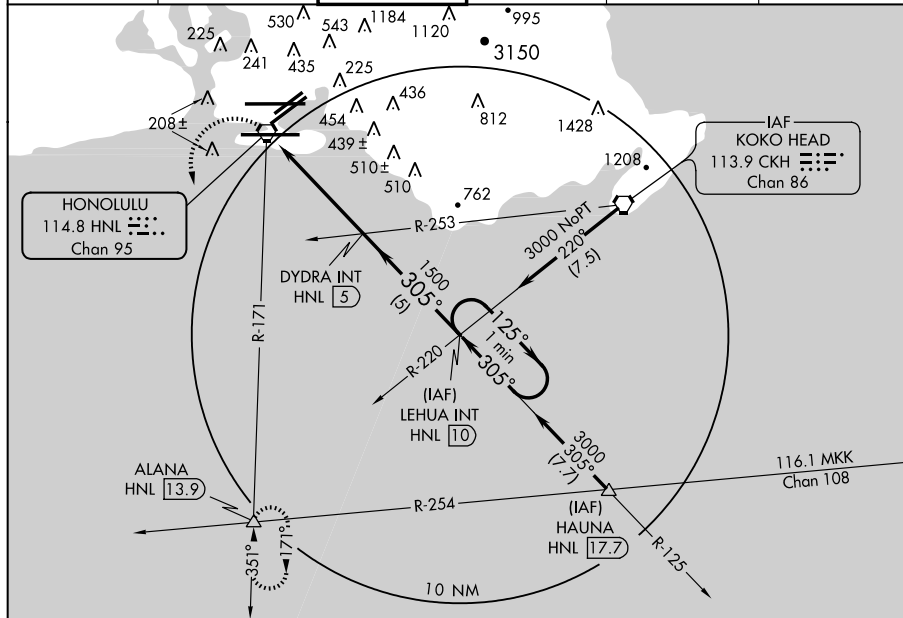 530
543
1184
1120
995
225
241
435
3150
225
436
812
1428
454
208±
439 ±
510±
510
1208
762
IAF
KOKO HEAD
113.9 CKH
Chan 86
HONOLULU
114.8 HNL
Chan 95
R-253
3000 NoPT
220°
(7.5)
DYDRA INT
HNL 5
1500
305°
(5)
R-171
125°
1 min
305°
R-220
(IAF)
LEHUA INT
HNL 10
3000
305°
(7.7)
116.1 MKK
Chan 108
ALANA
HNL 13.9
R-254
(IAF)
HAUNA
HNL 17.7
R-125
351°
171°
10 NM